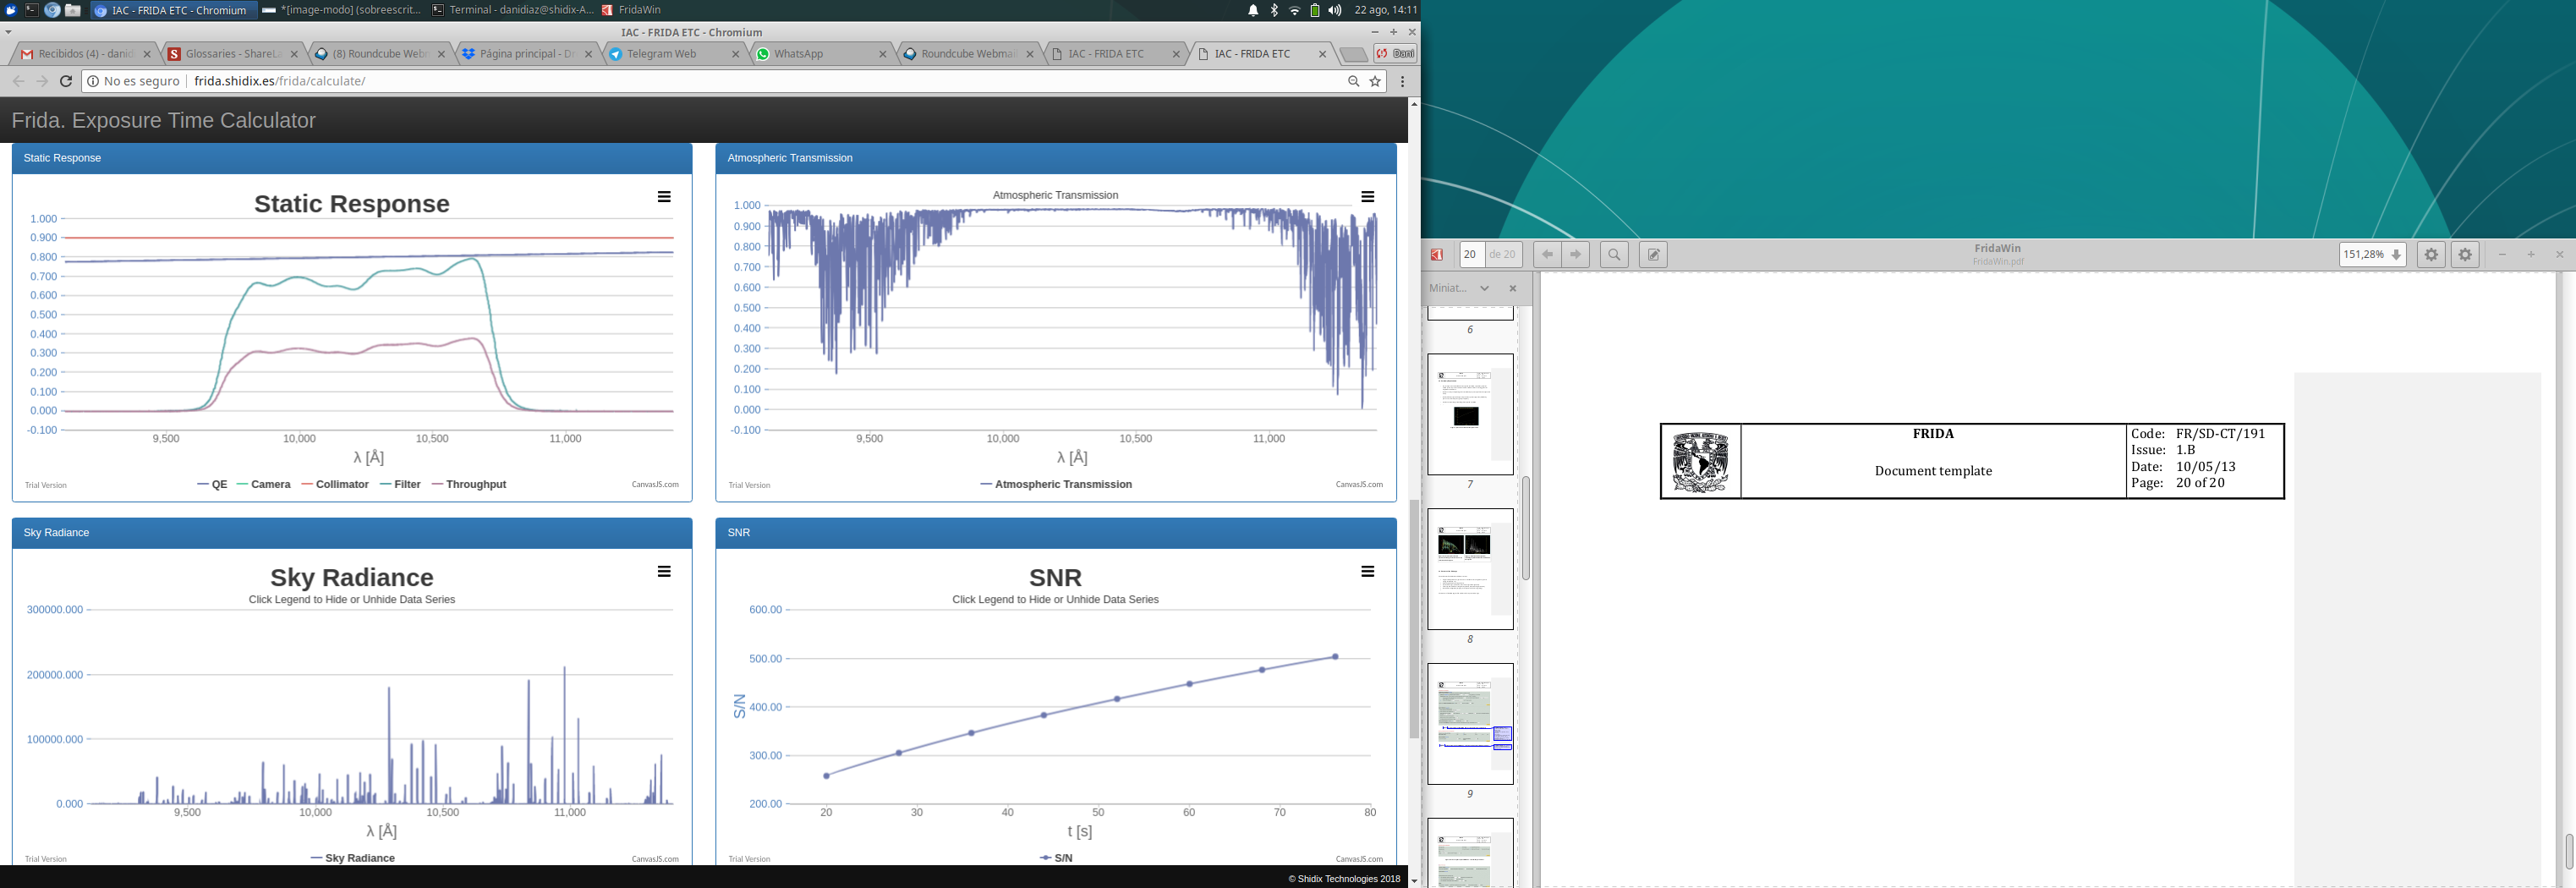 IAC - FRIDA ETC - Chromium
*[image-modo] (sobreescrit...
Terminal - danidiaz@shidix-A...
FridaWin
22 ago, 14:11
IAC - FRIDA ETC - Chromium
Recibidos (4) - danid
Glossaries - ShareLa
(8) Roundcube Webm
Página principal - Dr
Telegram Web
WhatsApp
Roundcube Webmai
IAC - FRIDA ETC
IAC - FRIDA ETC
Dani
No es seguro
frida.shidix.es/frida/calculate/
Frida. Exposure Time Calculator
Static Response
Static Response
1.000
0.900
0.800
0.700
0.600
0.500
0.400
0.300
0.200
0.100
0.000
-0.100
9,500 10,000 10,500 11,000
λ [Å]
Trial Version
QE Camera Collimator Filter Throughput
CanvasJS.com
Atmospheric Transmission
Atmospheric Transmission
1.000
0.900
0.800
0.700
0.600
0.500
0.400
0.300
0.200
0.100
0.000
-0.100
9,500 10,000 10,500 11,000
λ [Å]
Trial Version
Atmospheric Transmission
CanvasJS.com
Sky Radiance
Sky Radiance
Click Legend to Hide or Unhide Data Series
300000.000
200000.000
100000.000
0.000
9,500 10,000 10,500 11,000
λ [Å]
Trial Version
Sky Radiance
CanvasJS.com
SNR
SNR
Click Legend to Hide or Unhide Data Series
S/N
600.00
500.00
400.00
300.00
200.00
20 30 40 50 60 70 80
t [s]
Trial Version
S/N
CanvasJS.com
© Shidix Technologies 2018
20 de 20
FridaWin
FridaWin.pdf
151,28%
Miniat...
6
7
8
9
FRIDA
Document template
Code: FR/SD-CT/191
Issue: 1.B
Date: 10/05/13
Page: 20 of 20